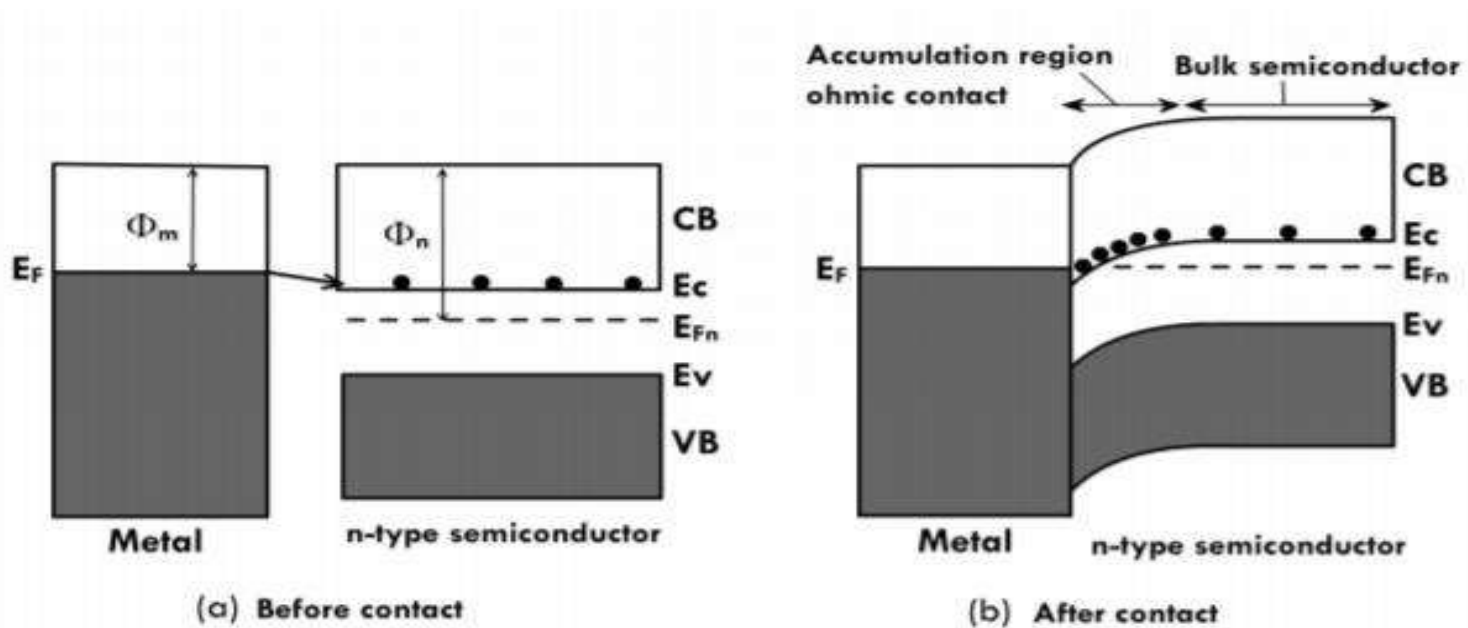 Φm
EF
Metal
Φn
CB
Ec
EFn
Ev
VB
n-type semiconductor
(a) Before contact
Accumulation region
ohmic contact
Bulk semiconductor
EF
Metal
CB
Ec
EFn
Ev
VB
n-type semiconductor
(b) After contact